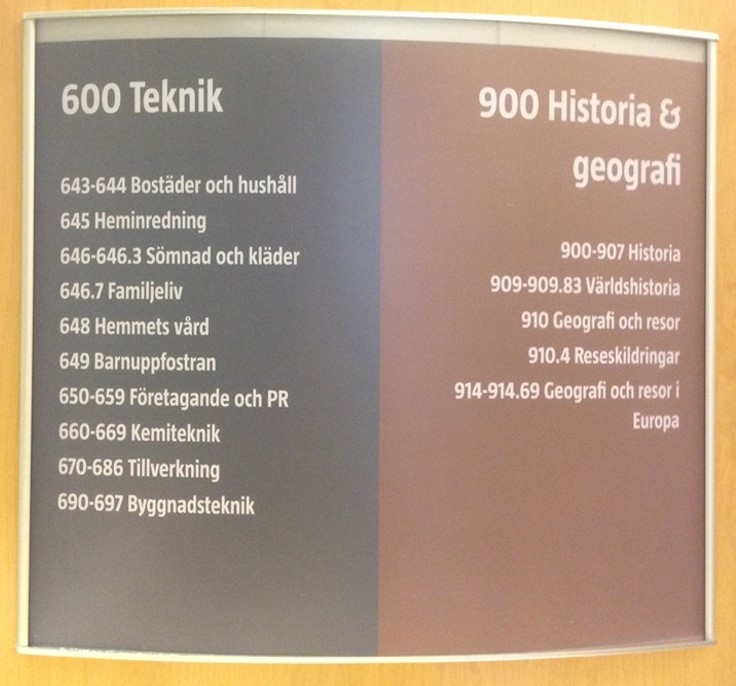 600 Teknik
643-644 Bostäder och hushåll
645 Heminredning
646-646.3 Sömnad och kläder
646.7 Familjeliv
648 Hemmets vård
649 Barnuppfostran
650-659 Företagande och PR
660-669 Kemiteknik
670-686 Tillverkning
690-697 Byggnadsteknik
900 Historia &
geografi
900-907 Historia
909-909.83 Världshistoria
910 Geografi och resor
910.4 Reseskildringar
914-914.69 Geografi och resor i
Europa